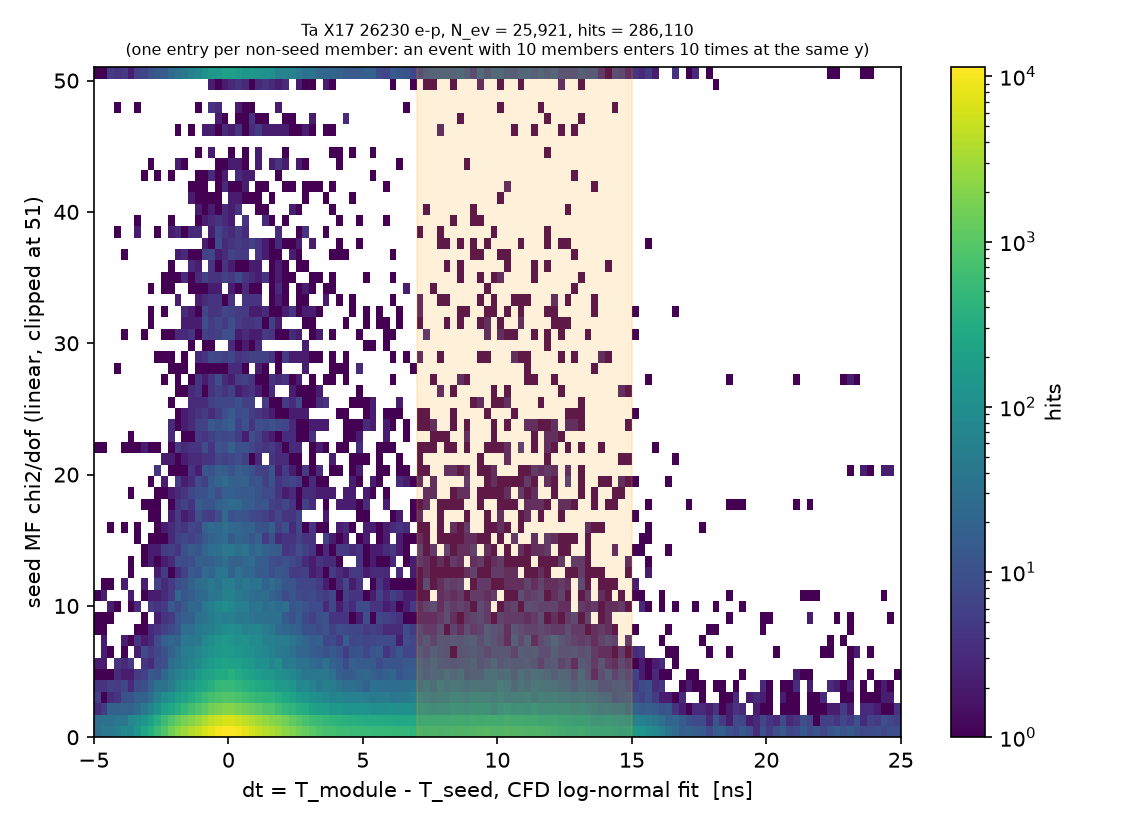 Ta X17 26230 e-p, N_ev = 25,921, hits = 286,110
(one entry per non-seed member: an event with 10 members enters 10 times at the same y)
50
40
30
20
10
0
seed MF chi2/dof (linear, clipped at 51)
−5 0 5 10 15 20 25
dt = T_module - T_seed, CFD log-normal fit [ns]
10⁴
10³
10²
10¹
10⁰
hits